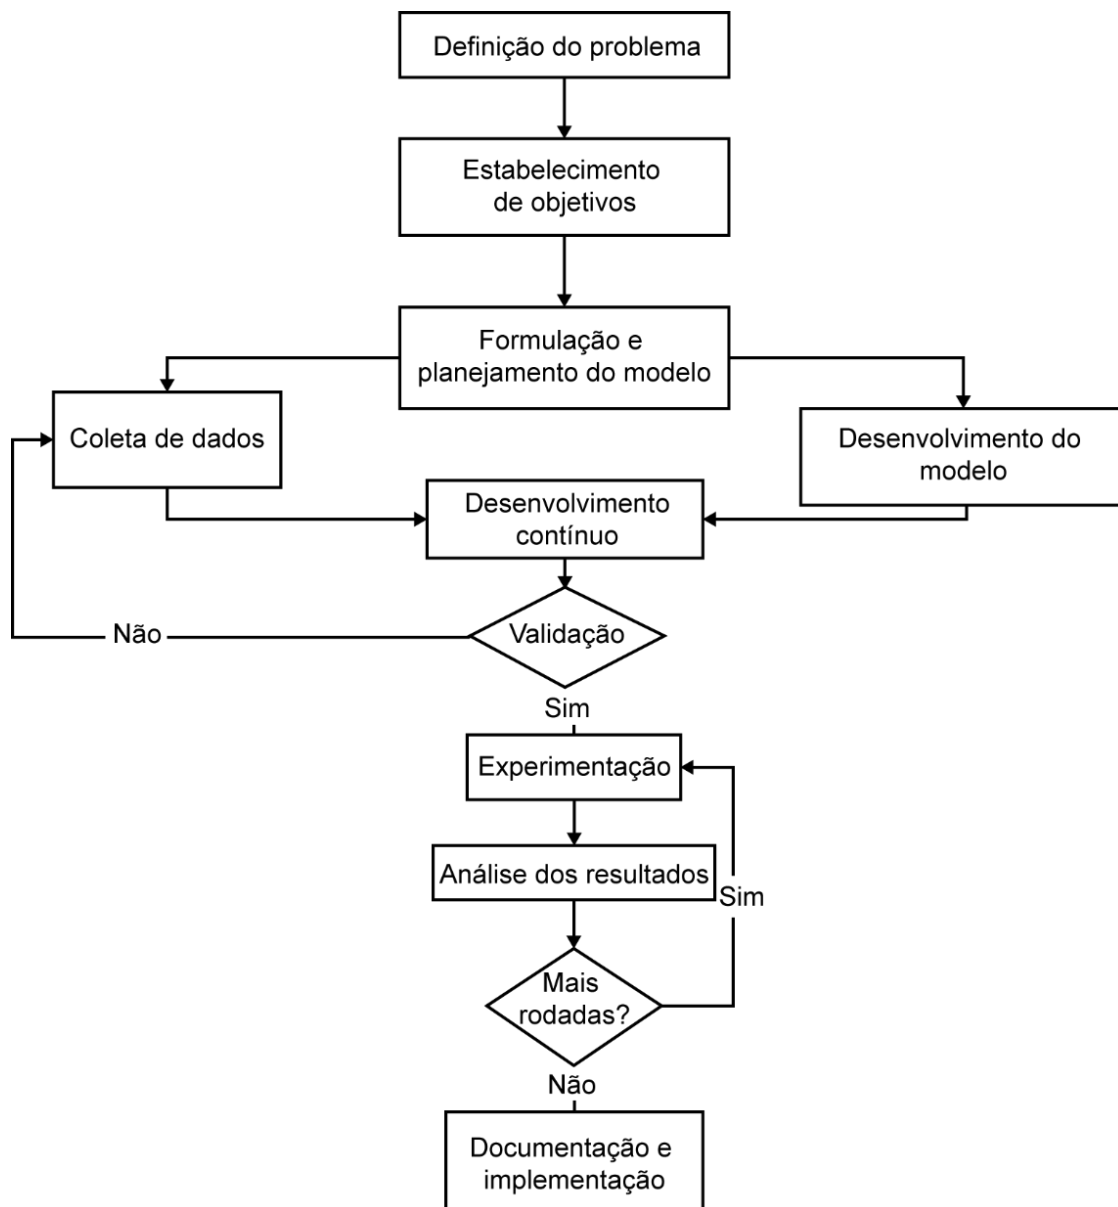 Definição do problema
Estabelecimento
de objetivos
Formulação e
planejamento do modelo
Coleta de dados
Desenvolvimento do
modelo
Desenvolvimento
contínuo
Não
Validação
Sim
Experimentação
Análise dos resultados
Sim
Mais
rodadas?
Não
Documentação e
implementação